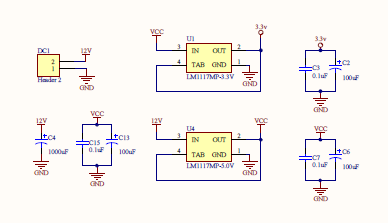 DC1
12V
2
1
Header 2
GND
VCC
U1
3.3v
3 IN OUT 2
4 TAB GND 1
LM1117MP-3.3V
GND
3.3v
C3
0.1uF
C2
100uF
GND
12V
C4
1000uF
GND
VCC
C15
0.1uF
C13
100uF
GND
12V
U4
VCC
3 IN OUT 2
4 TAB GND 1
LM1117MP-5.0V
GND
VCC
C7
0.1uF
C6
100uF
GND